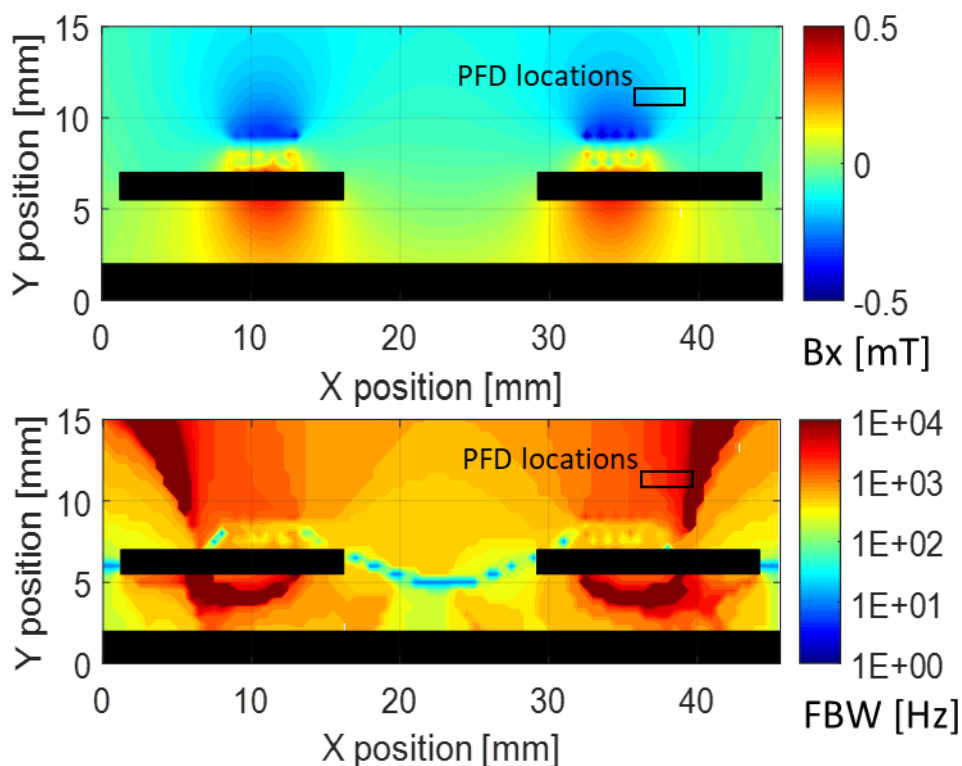 15
10
5
0
Y position [mm]
PFD locations
0 10 20 30 40
X position [mm]
0.5
0
-0.5
Bx [mT]
15
10
5
0
Y position [mm]
PFD locations
0 10 20 30 40
X position [mm]
1E+04
1E+03
1E+02
1E+01
1E+00
FBW [Hz]